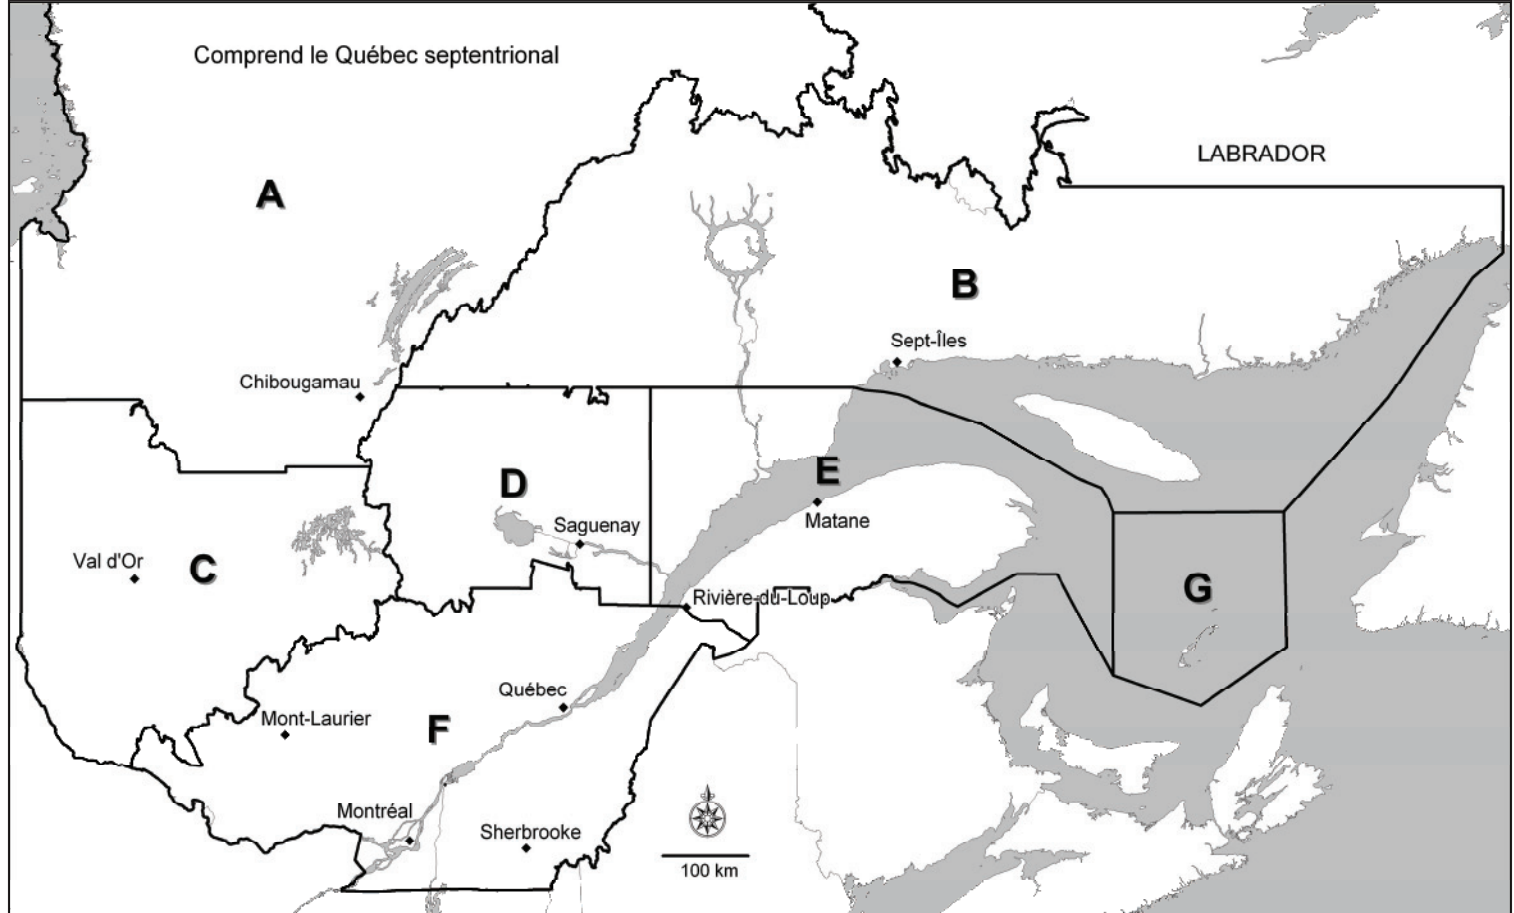 Comprend le Québec septentrional
LABRADOR
A
B
Sept-Îles
Chibougamau
E
D
Matane
Saguenay
Val d'Or
C
G
Rivière-du-Loup
Québec
Mont-Laurier
F
Montréal
Sherbrooke
100 km